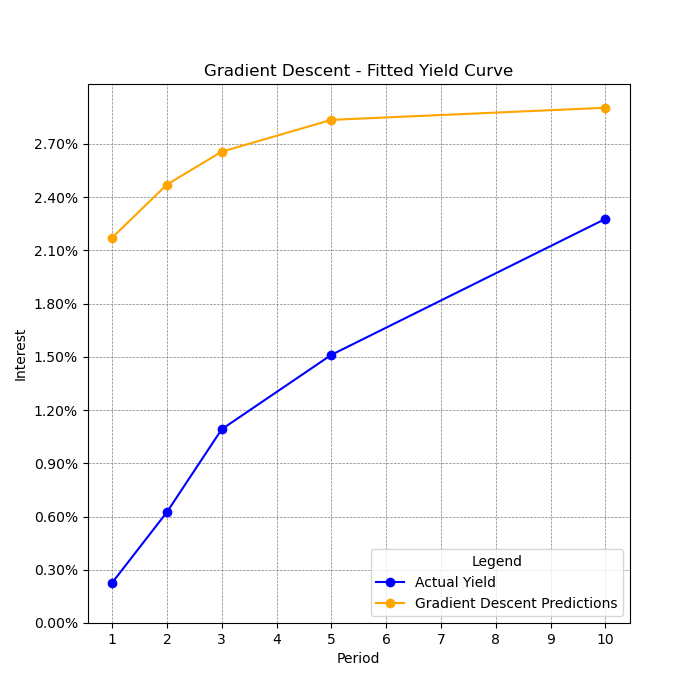 Gradient Descent - Fitted Yield Curve
2.70%
2.40%
2.10%
1.80%
1.50%
1.20%
0.90%
0.60%
0.30%
0.00%
Interest
Legend
Actual Yield
Gradient Descent Predictions
1 2 3 4 5 6 7 8 9 10
Period